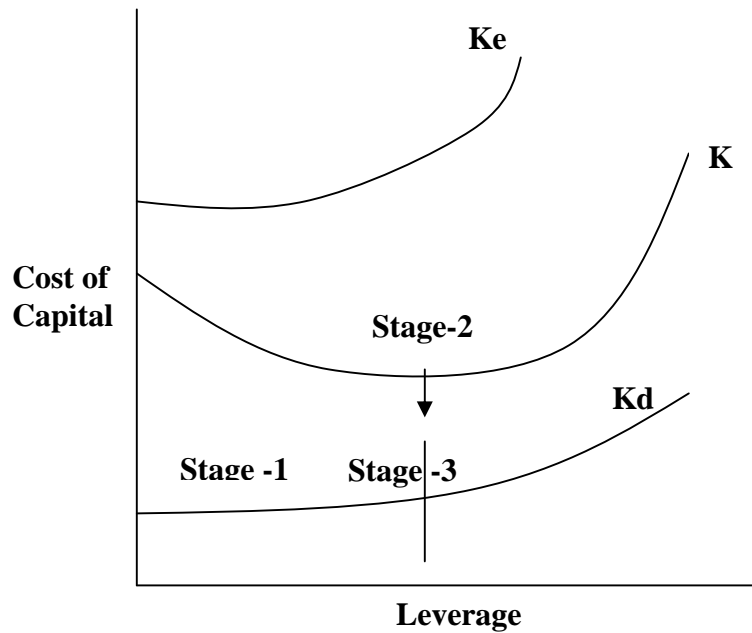 Ke
K
Cost of
Capital
Stage-2
Kd
Stage -1
Stage -3
Leverage